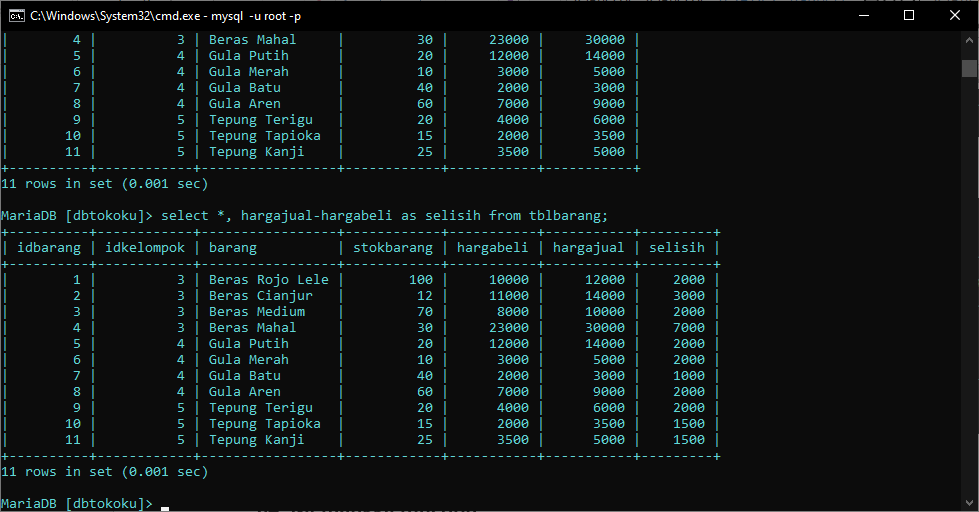 C:\Windows\System32\cmd.exe - mysql  -u root -p
|        4 |          3 | Beras Mahal     |         30 |     23000 |     30000 |
|        5 |          4 | Gula Putih      |         20 |     12000 |     14000 |
|        6 |          4 | Gula Merah      |         10 |      3000 |      5000 |
|        7 |          4 | Gula Batu       |         40 |      2000 |      3000 |
|        8 |          4 | Gula Aren       |         60 |      7000 |      9000 |
|        9 |          5 | Tepung Terigu   |         20 |      4000 |      6000 |
|       10 |          5 | Tepung Tapioka  |         15 |      2000 |      3500 |
|       11 |          5 | Tepung Kanji    |         25 |      3500 |      5000 |
+----------+------------+-----------------+------------+-----------+-----------+
11 rows in set (0.001 sec)
MariaDB [dbtokoku]> select *, hargajual-hargabeli as selisih from tblbarang;
+----------+------------+-----------------+------------+-----------+-----------+---------+
| idbarang | idkelompok | barang          | stokbarang | hargabeli | hargajual | selisih |
+----------+------------+-----------------+------------+-----------+-----------+---------+
|        1 |          3 | Beras Rojo Lele |        100 |     10000 |     12000 |    2000 |
|        2 |          3 | Beras Cianjur   |         12 |     11000 |     14000 |    3000 |
|        3 |          3 | Beras Medium    |         70 |      8000 |     10000 |    2000 |
|        4 |          3 | Beras Mahal     |         30 |     23000 |     30000 |    7000 |
|        5 |          4 | Gula Putih      |         20 |     12000 |     14000 |    2000 |
|        6 |          4 | Gula Merah      |         10 |      3000 |      5000 |    2000 |
|        7 |          4 | Gula Batu       |         40 |      2000 |      3000 |    1000 |
|        8 |          4 | Gula Aren       |         60 |      7000 |      9000 |    2000 |
|        9 |          5 | Tepung Terigu   |         20 |      4000 |      6000 |    2000 |
|       10 |          5 | Tepung Tapioka  |         15 |      2000 |      3500 |    1500 |
|       11 |          5 | Tepung Kanji    |         25 |      3500 |      5000 |    1500 |
+----------+------------+-----------------+------------+-----------+-----------+---------+
11 rows in set (0.001 sec)
MariaDB [dbtokoku]> _